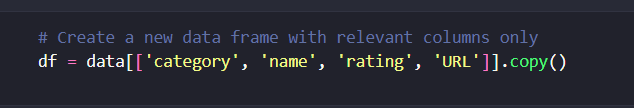 # Create a new data frame with relevant columns only
df = data[['category', 'name', 'rating', 'URL']].copy()